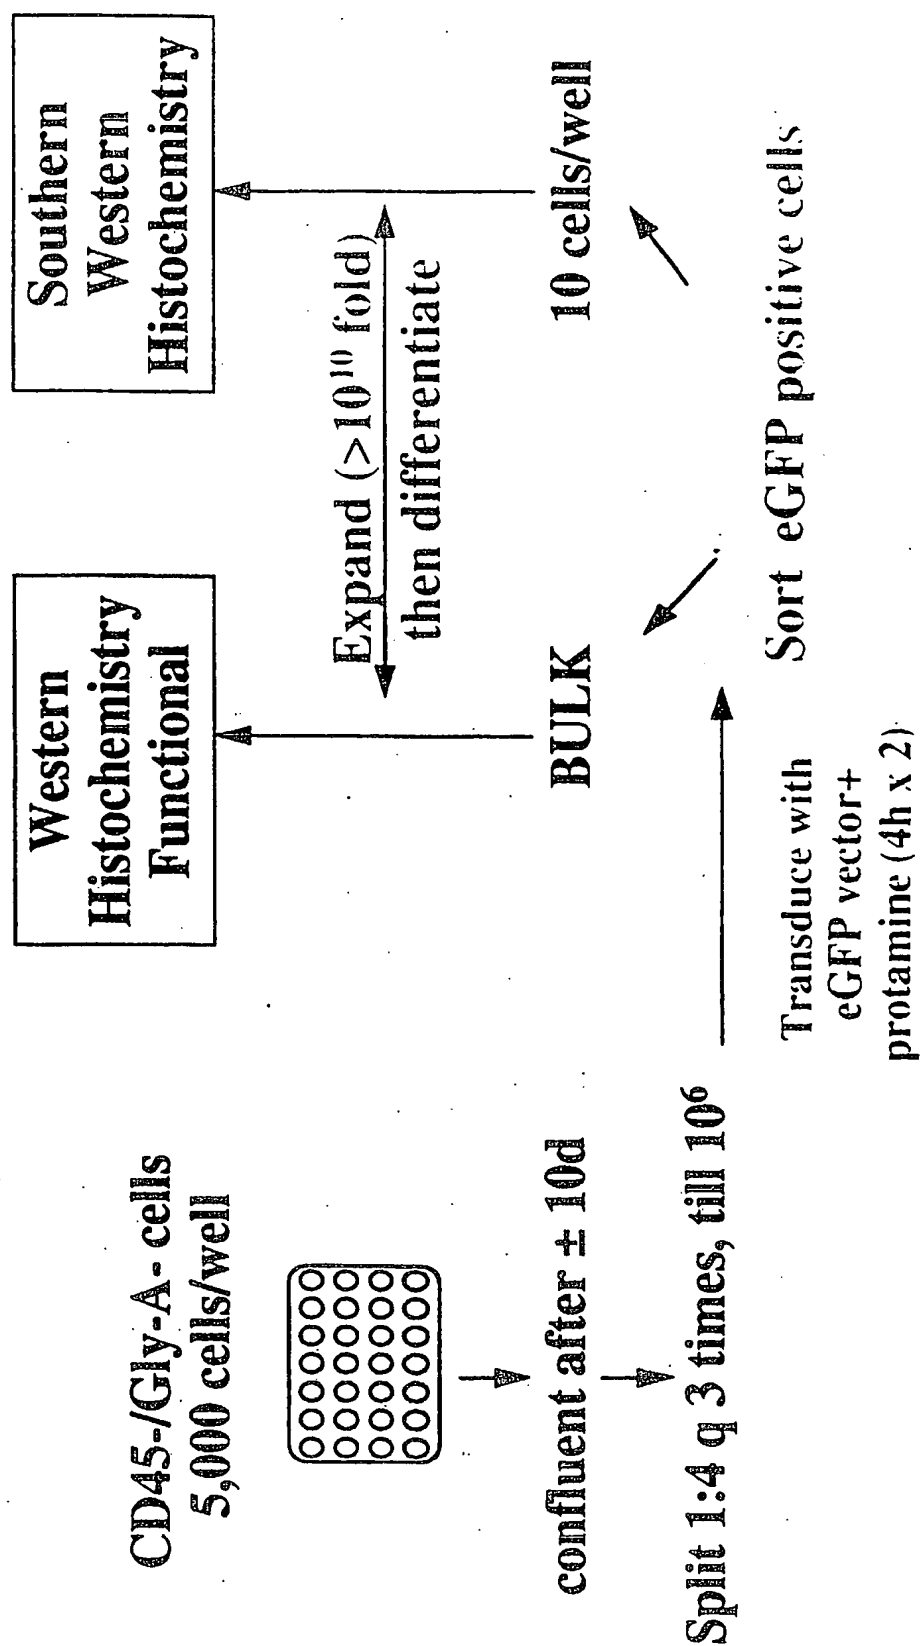 CD45-/Gly-A- cells
5,000 cells/well
confluent after ± 10d
Split 1:4 q 3 times, till 10⁶
Transduce with
eGFP vector+
protamine (4h x 2)
Sort eGFP positive cells
BULK
10 cells/well
Expand (>10¹⁰ fold)
then differentiate
Western
Histochemistry
Functional
Southern
Western
Histochemistry